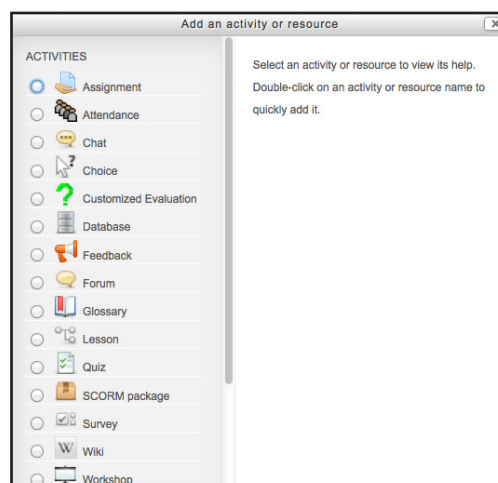 Add an activity or resource
ACTIVITIES
Assignment
Attendance
Chat
Choice
Customized Evaluation
Database
Feedback
Forum
Glossary
Lesson
Quiz
SCORM package
Survey
W Wiki
Workshop
Select an activity or resource to view its help.
Double-click on an activity or resource name to
quickly add it.